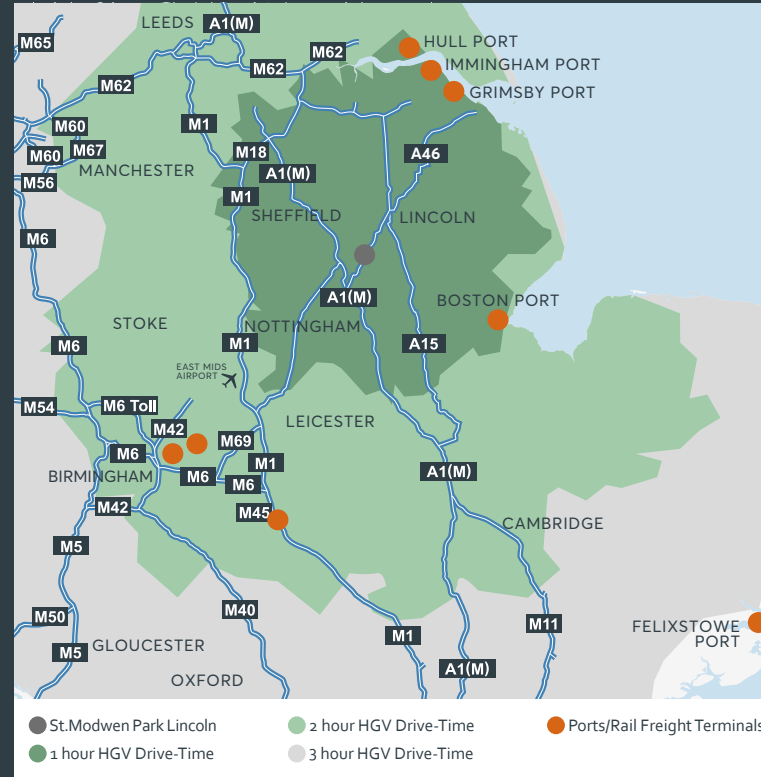 LEEDS
A1(M)
HULL PORT
M65
M62
M62
IMMINGHAM PORT
M62
GRIMSBY PORT
M60
M1
M60
M67
M18
A46
MANCHESTER
A1(M)
M56
M1
SHEFFIELD
LINCOLN
M6
A1(M)
BOSTON PORT
STOKE
NOTTINGHAM
M6
M1
A15
EAST MIDS
AIRPORT
M54
M6 Toll
LEICESTER
M42
M69
M6
M1
A1(M)
BIRMINGHAM
M6
M6
M42
M45
CAMBRIDGE
M5
M40
M50
M1
M11
FELIXSTOWE
PORT
M5
GLOUCESTER
A1(M)
OXFORD
St.Modwen Park Lincoln
2 hour HGV Drive-Time
Ports/Rail Freight Terminals
1 hour HGV Drive-Time
3 hour HGV Drive-Time